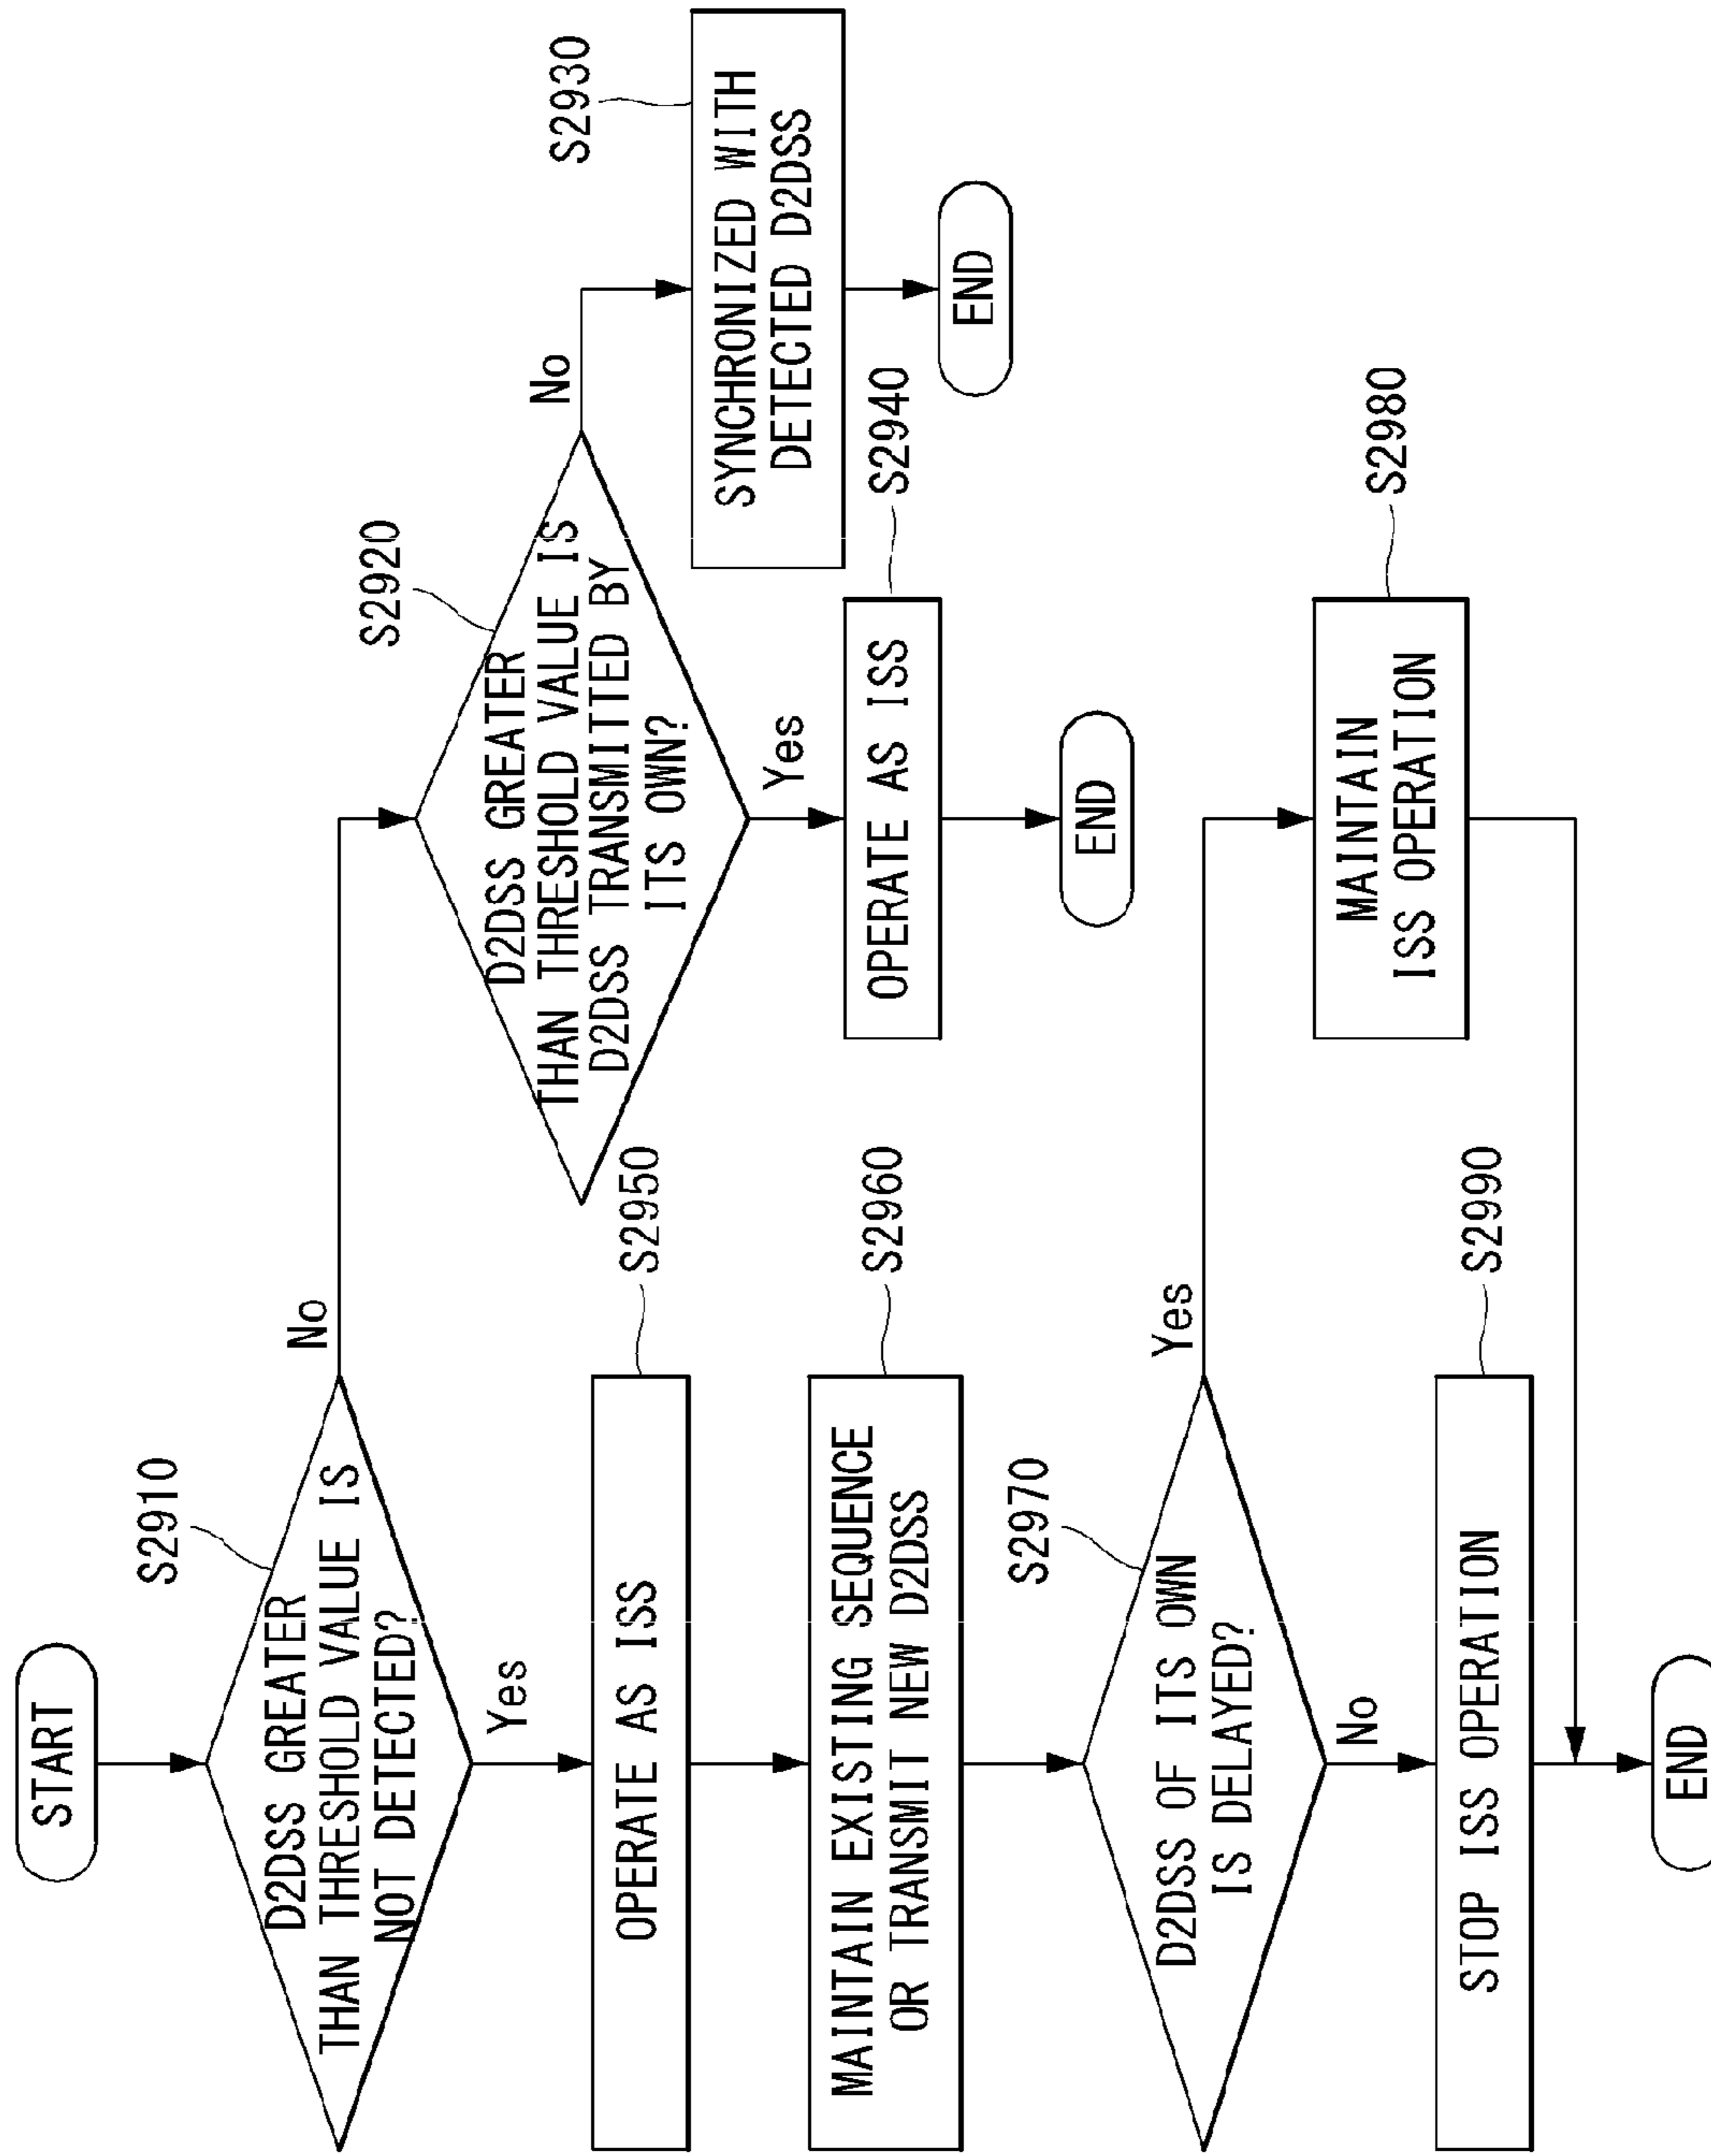 START
S2910
D2DSS GREATER
THAN THRESHOLD VALUE IS
NOT DETECTED?
No
Yes
S2920
D2DSS GREATER
THAN THRESHOLD VALUE IS
D2DSS TRANSMITTED BY
ITS OWN?
No
Yes
S2930
SYNCHRONIZED WITH
DETECTED D2DSS
END
S2940
OPERATE AS ISS
END
S2950
OPERATE AS ISS
S2960
MAINTAIN EXISTING SEQUENCE
OR TRANSMIT NEW D2DSS
S2970
D2DSS OF ITS OWN
IS DELAYED?
Yes
No
S2980
MAINTAIN
ISS OPERATION
S2990
STOP ISS OPERATION
END